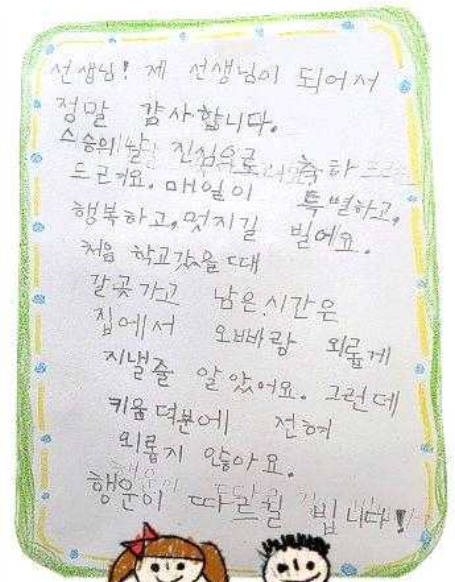 선생님! 제 선생님이 되어서
정말 감사합니다.
스승의 날 진심으로 축하
드려요. 매일이 특별하고,
행복하고, 멋지길 빌어요.
처음 학교갔을 때
갈곳 가고 남은 시간은
집에서 오빠랑 외롭게
지낼줄 알았어요. 그런데
키움 덕분에 전혀
외롭지 않아요.
행운이 따르길 빕니다!